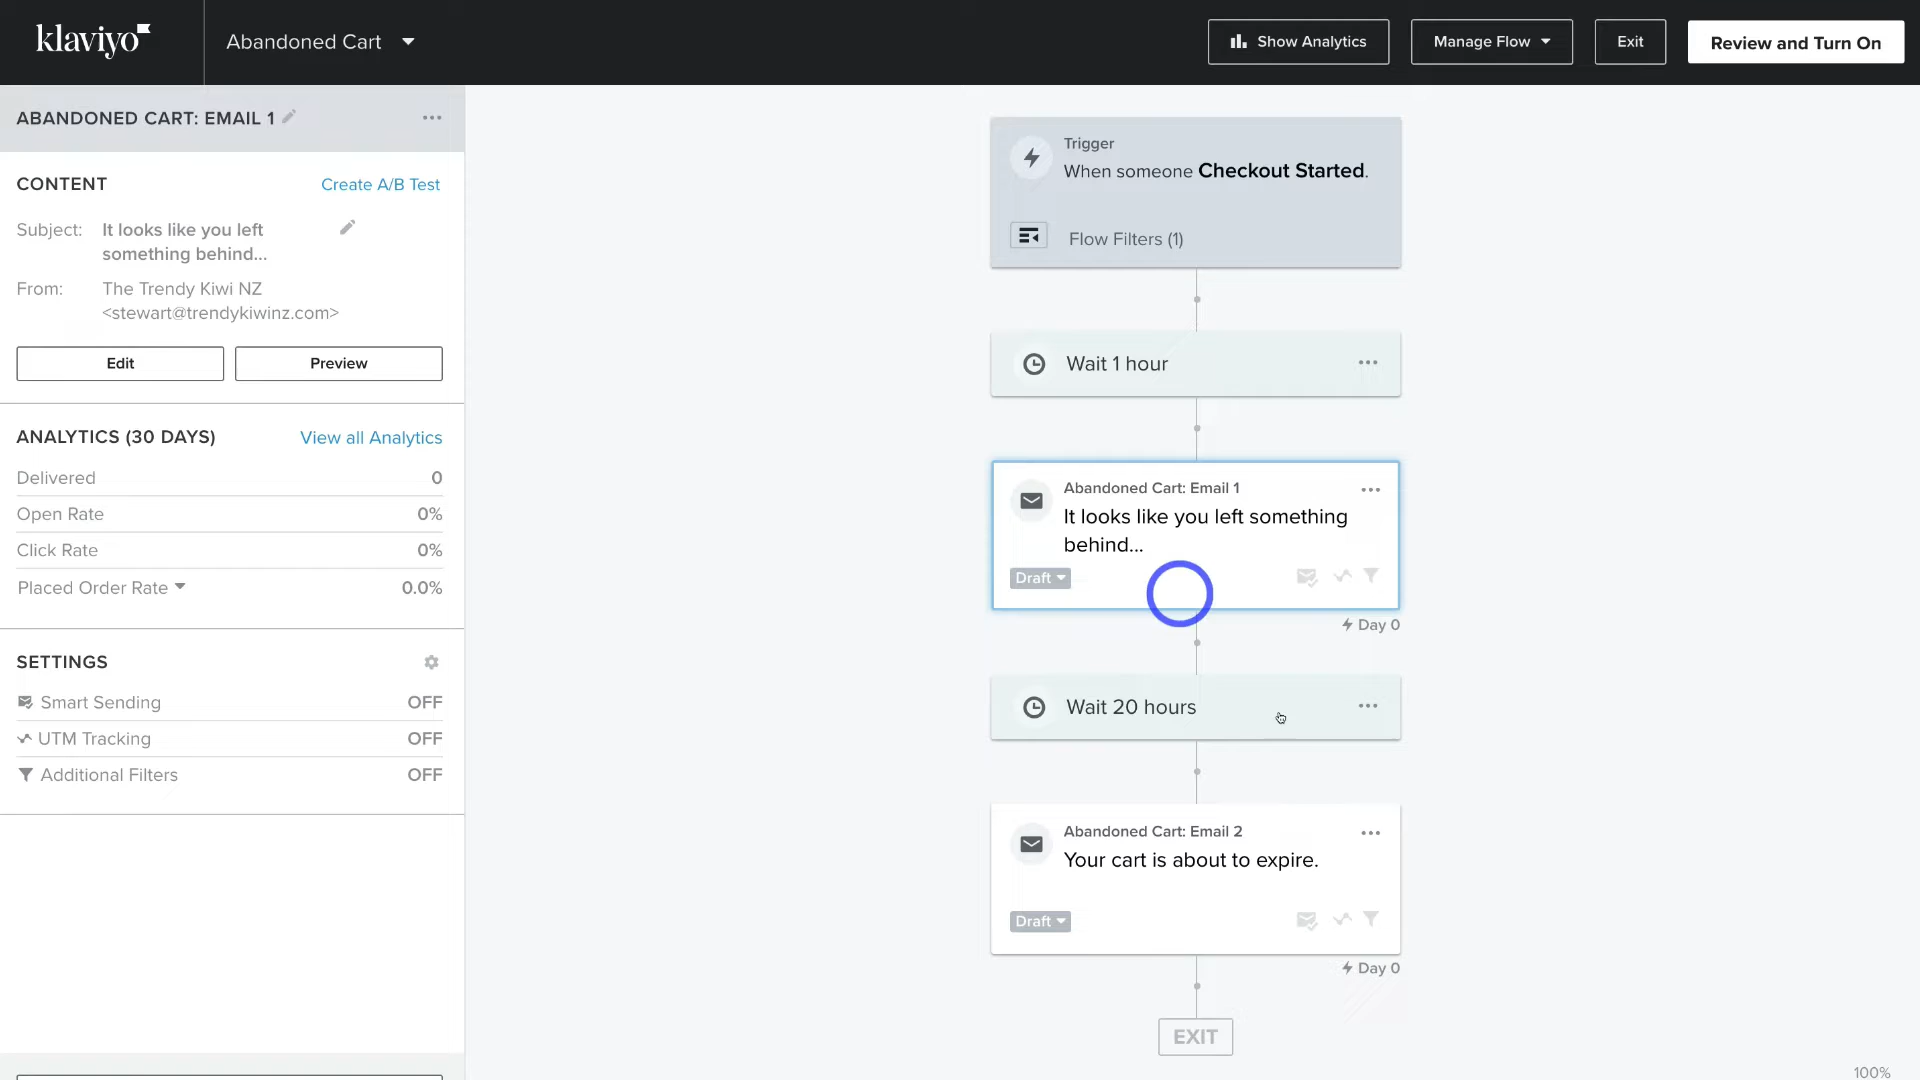 klaviyo
Abandoned Cart
Show Analytics
Manage Flow
Exit
Review and Turn On
ABANDONED CART: EMAIL 1
CONTENT
Create A/B Test
Subject: It looks like you left
something behind...
From: The Trendy Kiwi NZ
<stewart@trendykiwinz.com>
Edit
Preview
ANALYTICS (30 DAYS)
View all Analytics
Delivered 0
Open Rate 0%
Click Rate 0%
Placed Order Rate 0.0%
SETTINGS
Smart Sending OFF
UTM Tracking OFF
Additional Filters OFF
Trigger
When someone Checkout Started.
Flow Filters (1)
Wait 1 hour
Abandoned Cart: Email 1
It looks like you left something
behind...
Draft
Day 0
Wait 20 hours
Abandoned Cart: Email 2
Your cart is about to expire.
Draft
Day 0
EXIT
100%